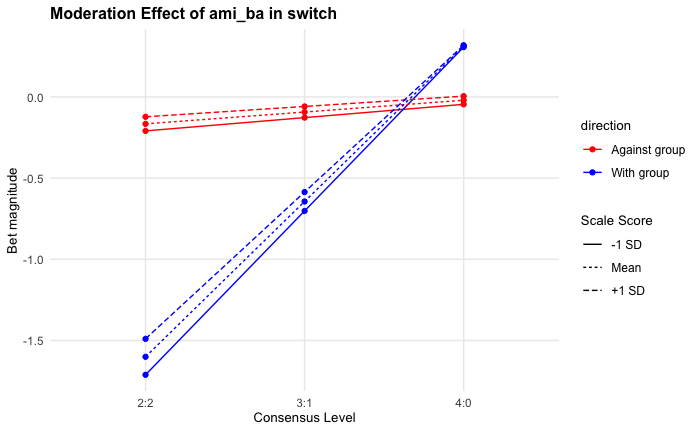 Moderation Effect of ami_ba in switch
Bet magnitude
0.0
-0.5
-1.0
-1.5
2:2
3:1
4:0
Consensus Level
direction
Against group
With group
Scale Score
-1 SD
Mean
+1 SD